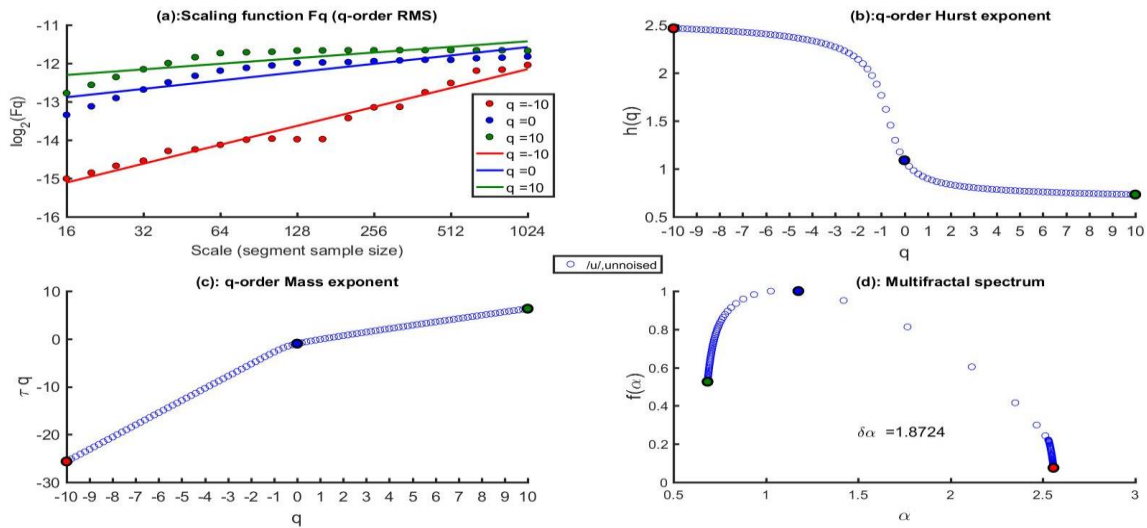 (a):Scaling function Fq (q-order RMS)
-11
-12
-13
-14
-15
-16
log2(Fq)
16 32 64 128 256 512 1024
Scale (segment sample size)
q =-10
q =0
q =10
q =-10
q =0
q =10
(b):q-order Hurst exponent
2.5
2
1.5
1
0.5
h(q)
-10 -9 -8 -7 -6 -5 -4 -3 -2 -1 0 1 2 3 4 5 6 7 8 9 10
q
/u/,unnoised
(c): q-order Mass exponent
10
0
-10
-20
-30
τ q
-10 -9 -8 -7 -6 -5 -4 -3 -2 -1 0 1 2 3 4 5 6 7 8 9 10
q
(d): Multifractal spectrum
1
0.8
0.6
0.4
0.2
0
f(α)
δα =1.8724
0.5 1 1.5 2 2.5 3
α